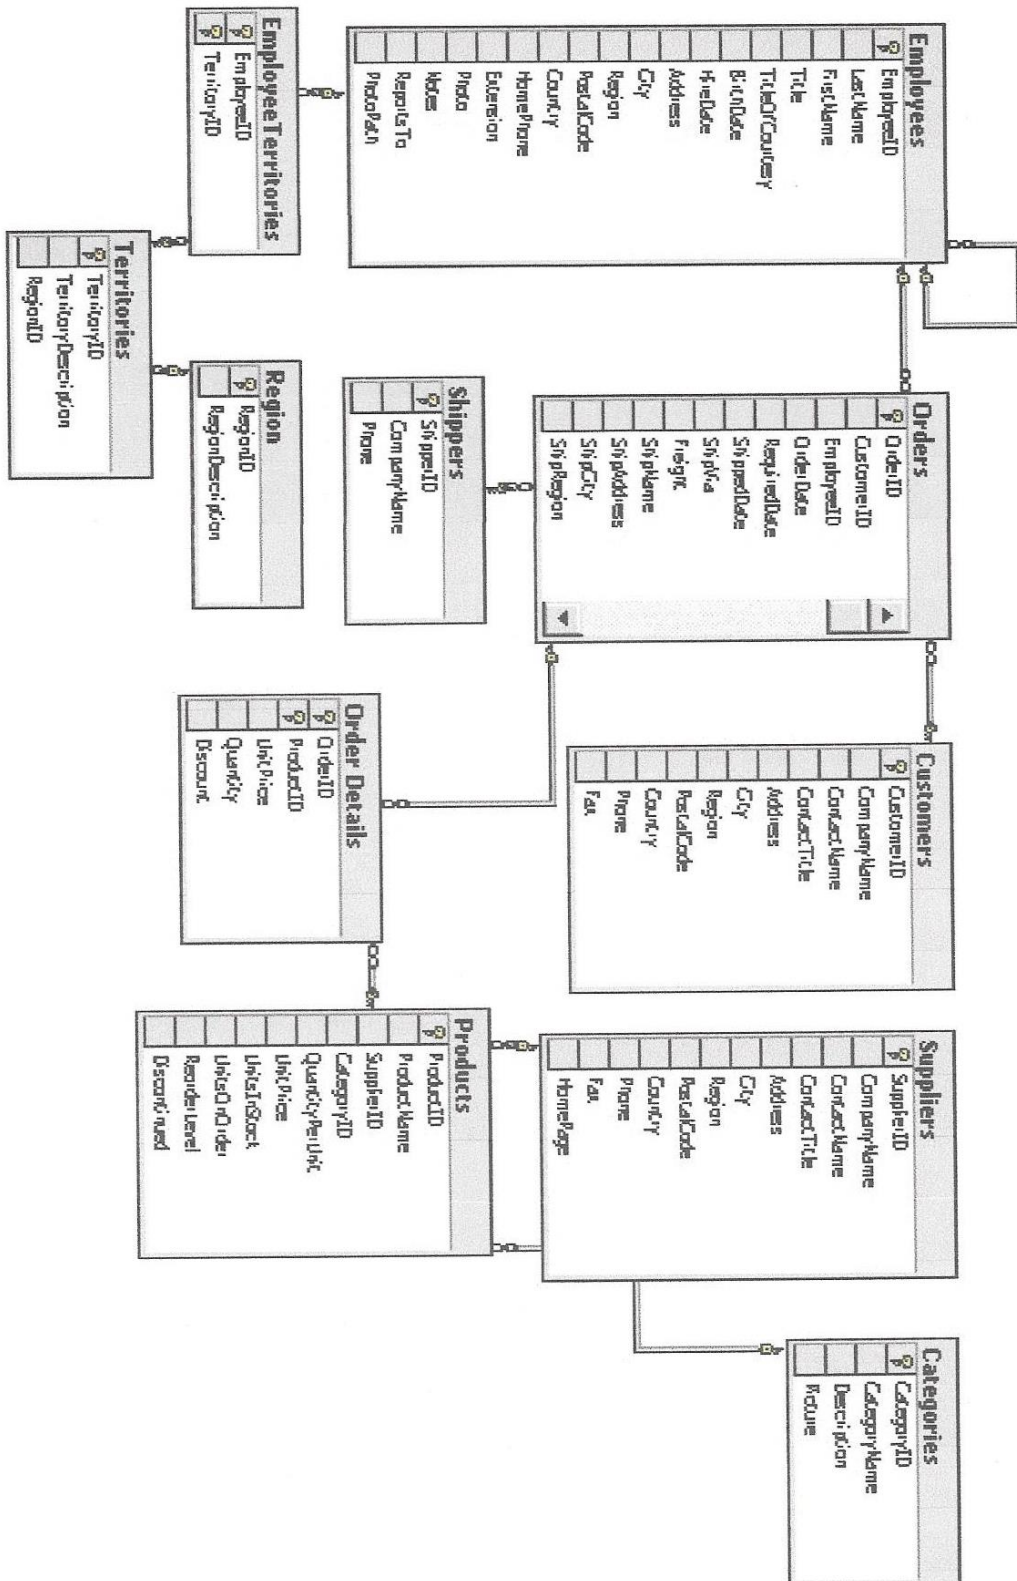 Employees
EmployeeID
LastName
FirstName
Title
TitleOfCourtesy
BirthDate
HireDate
Address
City
Region
PostalCode
Country
HomePhone
Extension
Photo
Notes
ReportsTo
PhotoPath
EmployeeTerritories
EmployeeID
TerritoryID
Territories
TerritoryID
TerritoryDescription
RegionID
Region
RegionID
RegionDescription
Orders
OrderID
CustomerID
EmployeeID
OrderDate
RequiredDate
ShippedDate
ShipVia
Freight
ShipName
ShipAddress
ShipCity
ShipRegion
Shippers
ShipperID
CompanyName
Phone
Customers
CustomerID
CompanyName
ContactName
ContactTitle
Address
City
Region
PostalCode
Country
Phone
Fax
Order Details
OrderID
ProductID
UnitPrice
Quantity
Discount
Suppliers
SupplierID
CompanyName
ContactName
ContactTitle
Address
City
Region
PostalCode
Country
Phone
Fax
HomePage
Products
ProductID
ProductName
SupplierID
CategoryID
QuantityPerUnit
UnitPrice
UnitsInStock
UnitsOnOrder
ReorderLevel
Discontinued
Categories
CategoryID
CategoryName
Description
Picture